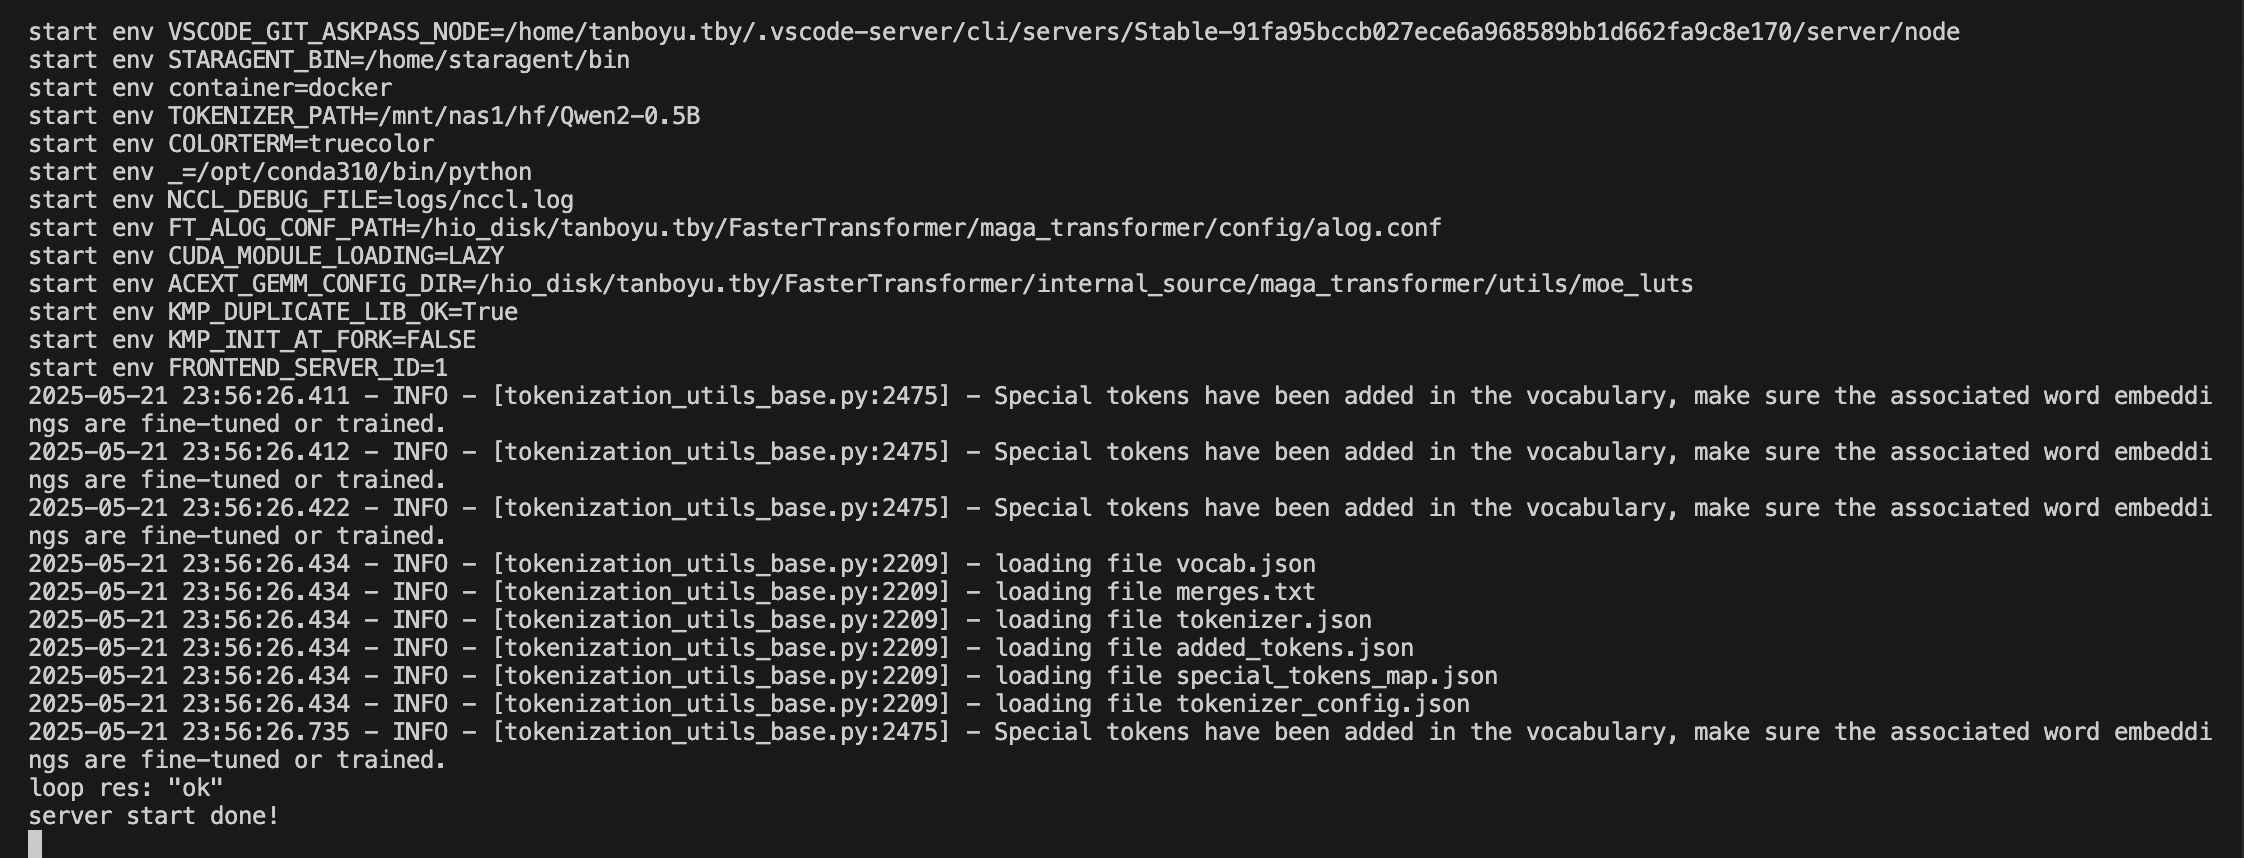 start env VSCODE_GIT_ASKPASS_NODE=/home/tanboyu.tby/.vscode-server/cli/servers/Stable-91fa95bccb027ece6a968589bb1d662fa9c8e170/server/node
start env STARAGENT_BIN=/home/staragent/bin
start env container=docker
start env TOKENIZER_PATH=/mnt/nas1/hf/Qwen2-0.5B
start env COLORTERM=truecolor
start env _=/opt/conda310/bin/python
start env NCCL_DEBUG_FILE=logs/nccl.log
start env FT_ALOG_CONF_PATH=/hio_disk/tanboyu.tby/FasterTransformer/maga_transformer/config/alog.conf
start env CUDA_MODULE_LOADING=LAZY
start env ACEXT_GEMM_CONFIG_DIR=/hio_disk/tanboyu.tby/FasterTransformer/internal_source/maga_transformer/utils/moe_luts
start env KMP_DUPLICATE_LIB_OK=True
start env KMP_INIT_AT_FORK=FALSE
start env FRONTEND_SERVER_ID=1
2025-05-21 23:56:26.411 - INFO - [tokenization_utils_base.py:2475] - Special tokens have been added in the vocabulary, make sure the associated word embeddi
ngs are fine-tuned or trained.
2025-05-21 23:56:26.412 - INFO - [tokenization_utils_base.py:2475] - Special tokens have been added in the vocabulary, make sure the associated word embeddi
ngs are fine-tuned or trained.
2025-05-21 23:56:26.422 - INFO - [tokenization_utils_base.py:2475] - Special tokens have been added in the vocabulary, make sure the associated word embeddi
ngs are fine-tuned or trained.
2025-05-21 23:56:26.434 - INFO - [tokenization_utils_base.py:2209] - loading file vocab.json
2025-05-21 23:56:26.434 - INFO - [tokenization_utils_base.py:2209] - loading file merges.txt
2025-05-21 23:56:26.434 - INFO - [tokenization_utils_base.py:2209] - loading file tokenizer.json
2025-05-21 23:56:26.434 - INFO - [tokenization_utils_base.py:2209] - loading file added_tokens.json
2025-05-21 23:56:26.434 - INFO - [tokenization_utils_base.py:2209] - loading file special_tokens_map.json
2025-05-21 23:56:26.434 - INFO - [tokenization_utils_base.py:2209] - loading file tokenizer_config.json
2025-05-21 23:56:26.735 - INFO - [tokenization_utils_base.py:2475] - Special tokens have been added in the vocabulary, make sure the associated word embeddi
ngs are fine-tuned or trained.
loop res: "ok"
server start done!